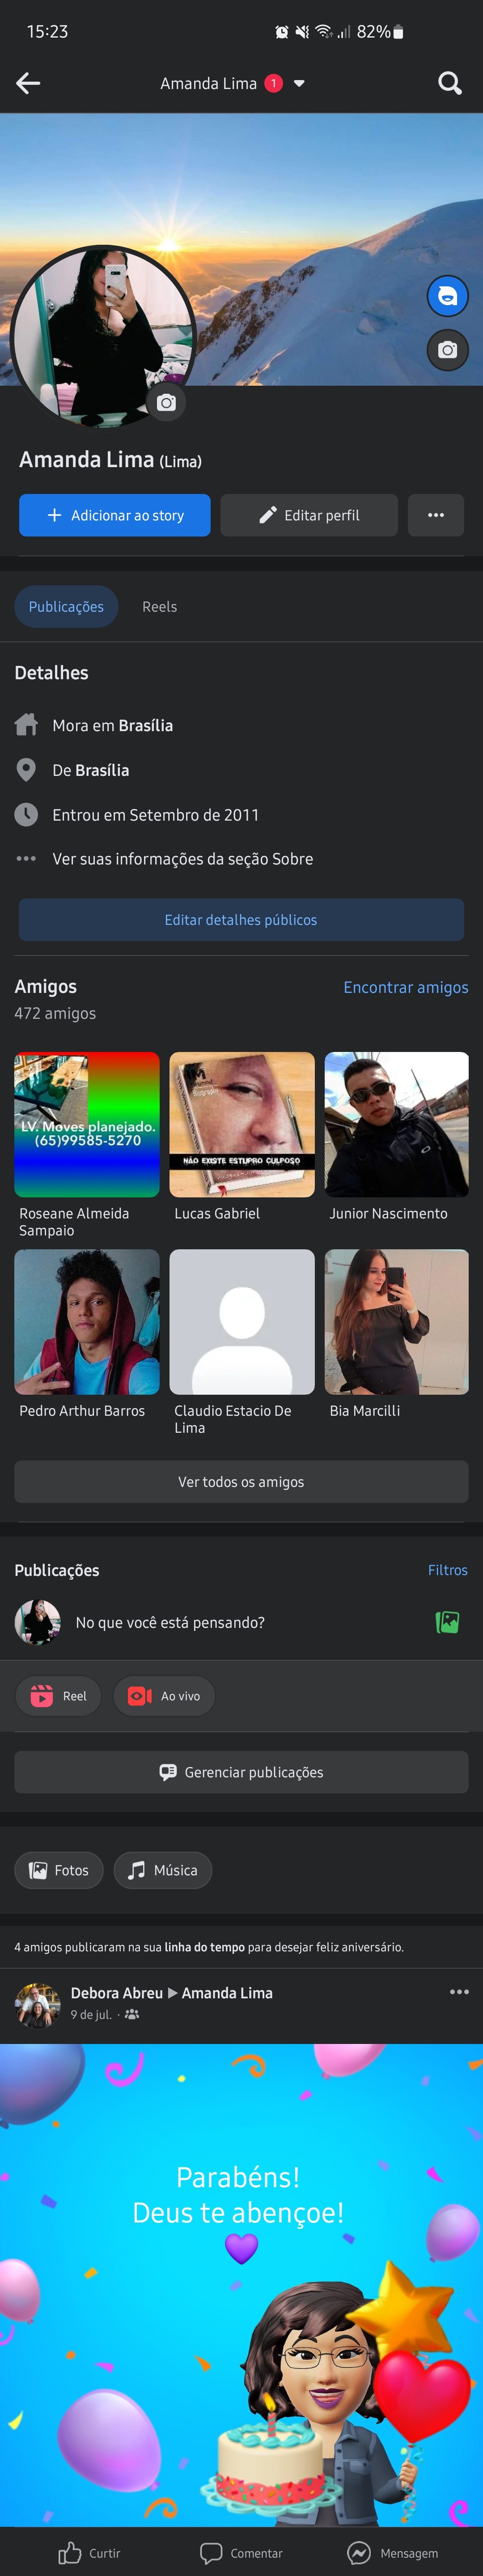 15:23
82%
Amanda Lima 1
Amanda Lima (Lima)
Adicionar ao story
Editar perfil
Publicações
Reels
Detalhes
Mora em Brasília
De Brasília
Entrou em Setembro de 2011
Ver suas informações da seção Sobre
Editar detalhes públicos
Amigos
Encontrar amigos
472 amigos
LV. Moves planejado.
(65)99585-5270
NÃO EXISTE ESTUPRO CULPOSO
Roseane Almeida
Sampaio
Lucas Gabriel
Junior Nascimento
Pedro Arthur Barros
Claudio Estacio De
Lima
Bia Marcilli
Ver todos os amigos
Publicações
Filtros
No que você está pensando?
Reel
Ao vivo
Gerenciar publicações
Fotos
Música
4 amigos publicaram na sua linha do tempo para desejar feliz aniversário.
Debora Abreu ▶ Amanda Lima
9 de jul. ·
Parabéns!
Deus te abençoe!
💜
Curtir
Comentar
Mensagem